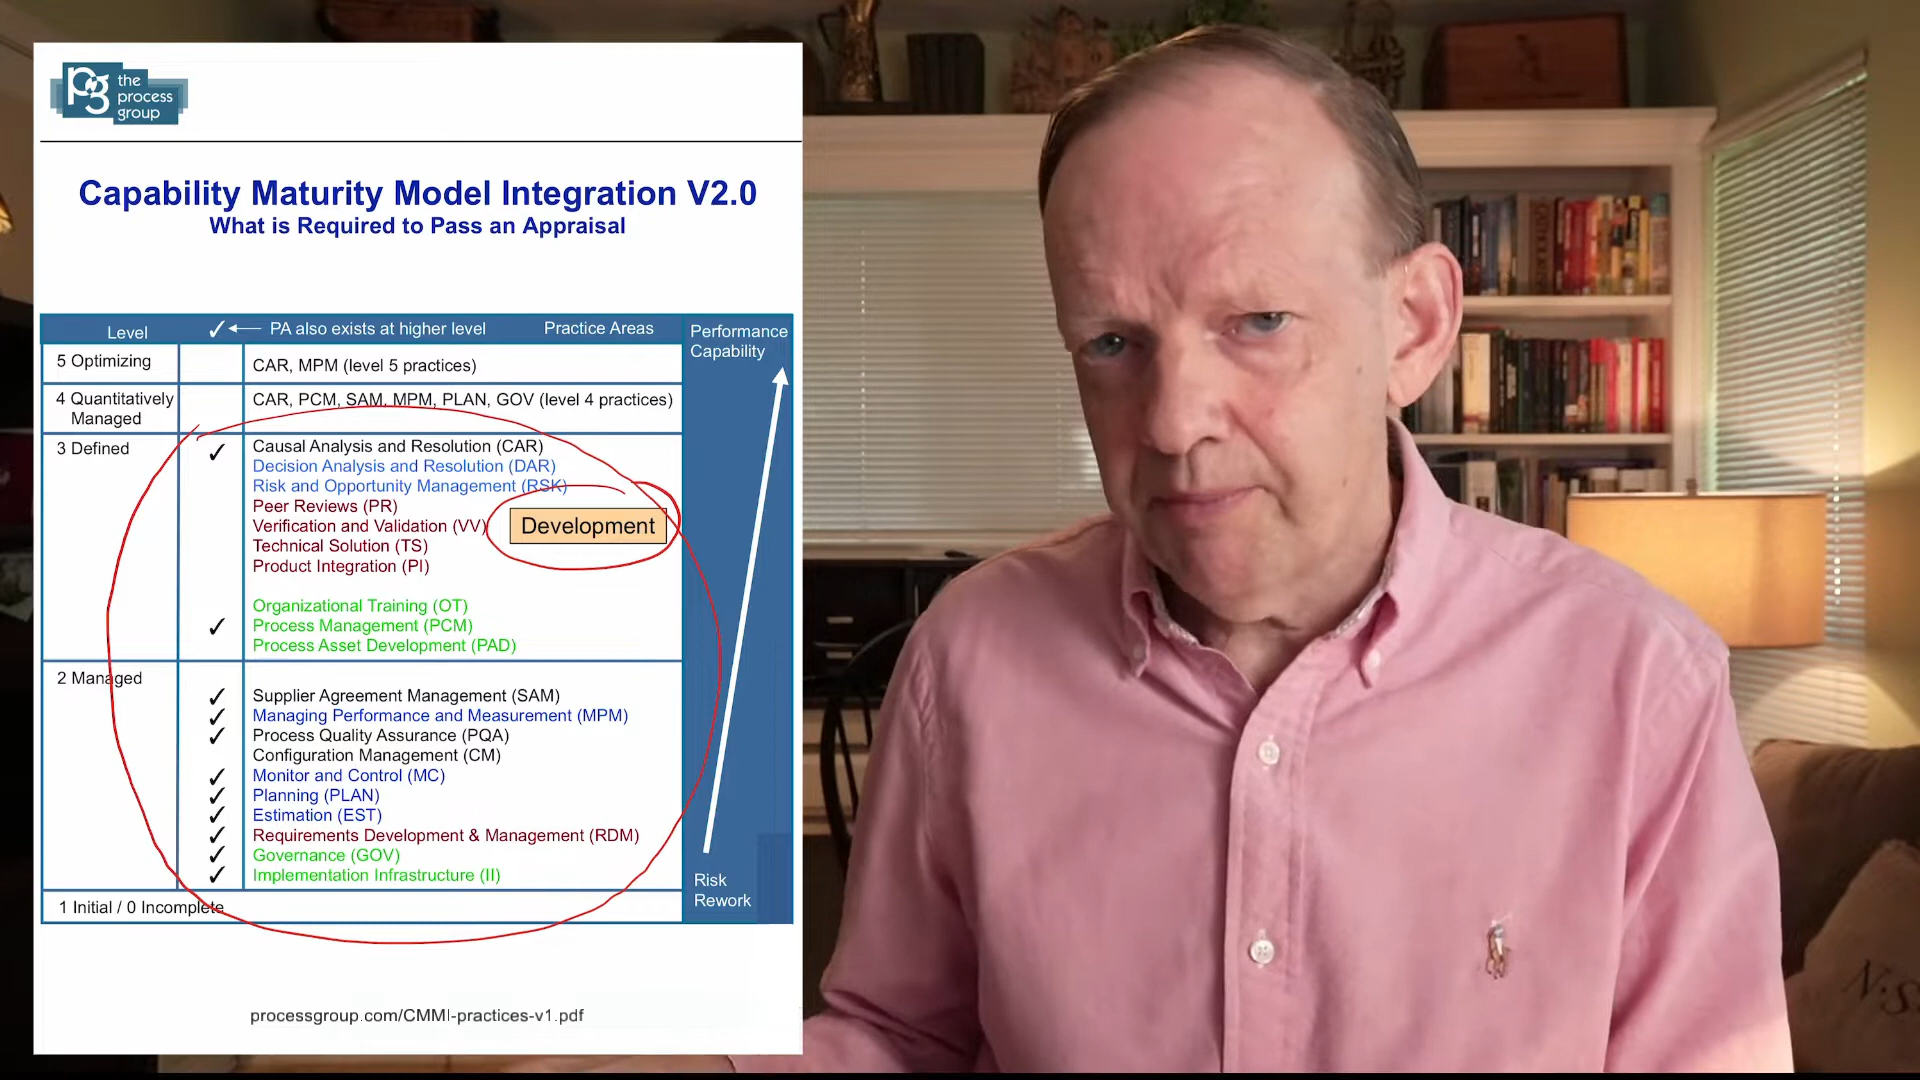 pg the
process
group
Capability Maturity Model Integration V2.0
What is Required to Pass an Appraisal
Level ✓ ← PA also exists at higher level Practice Areas Performance
Capability
5 Optimizing CAR, MPM (level 5 practices)
4 Quantitatively
Managed CAR, PCM, SAM, MPM, PLAN, GOV (level 4 practices)
3 Defined ✓ Causal Analysis and Resolution (CAR)
Decision Analysis and Resolution (DAR)
Risk and Opportunity Management (RSK)
Peer Reviews (PR)
Verification and Validation (VV)
Development
Technical Solution (TS)
Product Integration (PI)
Organizational Training (OT)
✓ Process Management (PCM)
Process Asset Development (PAD)
2 Managed
✓ Supplier Agreement Management (SAM)
✓ Managing Performance and Measurement (MPM)
✓ Process Quality Assurance (PQA)
Configuration Management (CM)
✓ Monitor and Control (MC)
✓ Planning (PLAN)
✓ Estimation (EST)
✓ Requirements Development & Management (RDM)
✓ Governance (GOV)
✓ Implementation Infrastructure (II)
Risk
Rework
1 Initial / 0 Incomplete
processgroup.com/CMMI-practices-v1.pdf